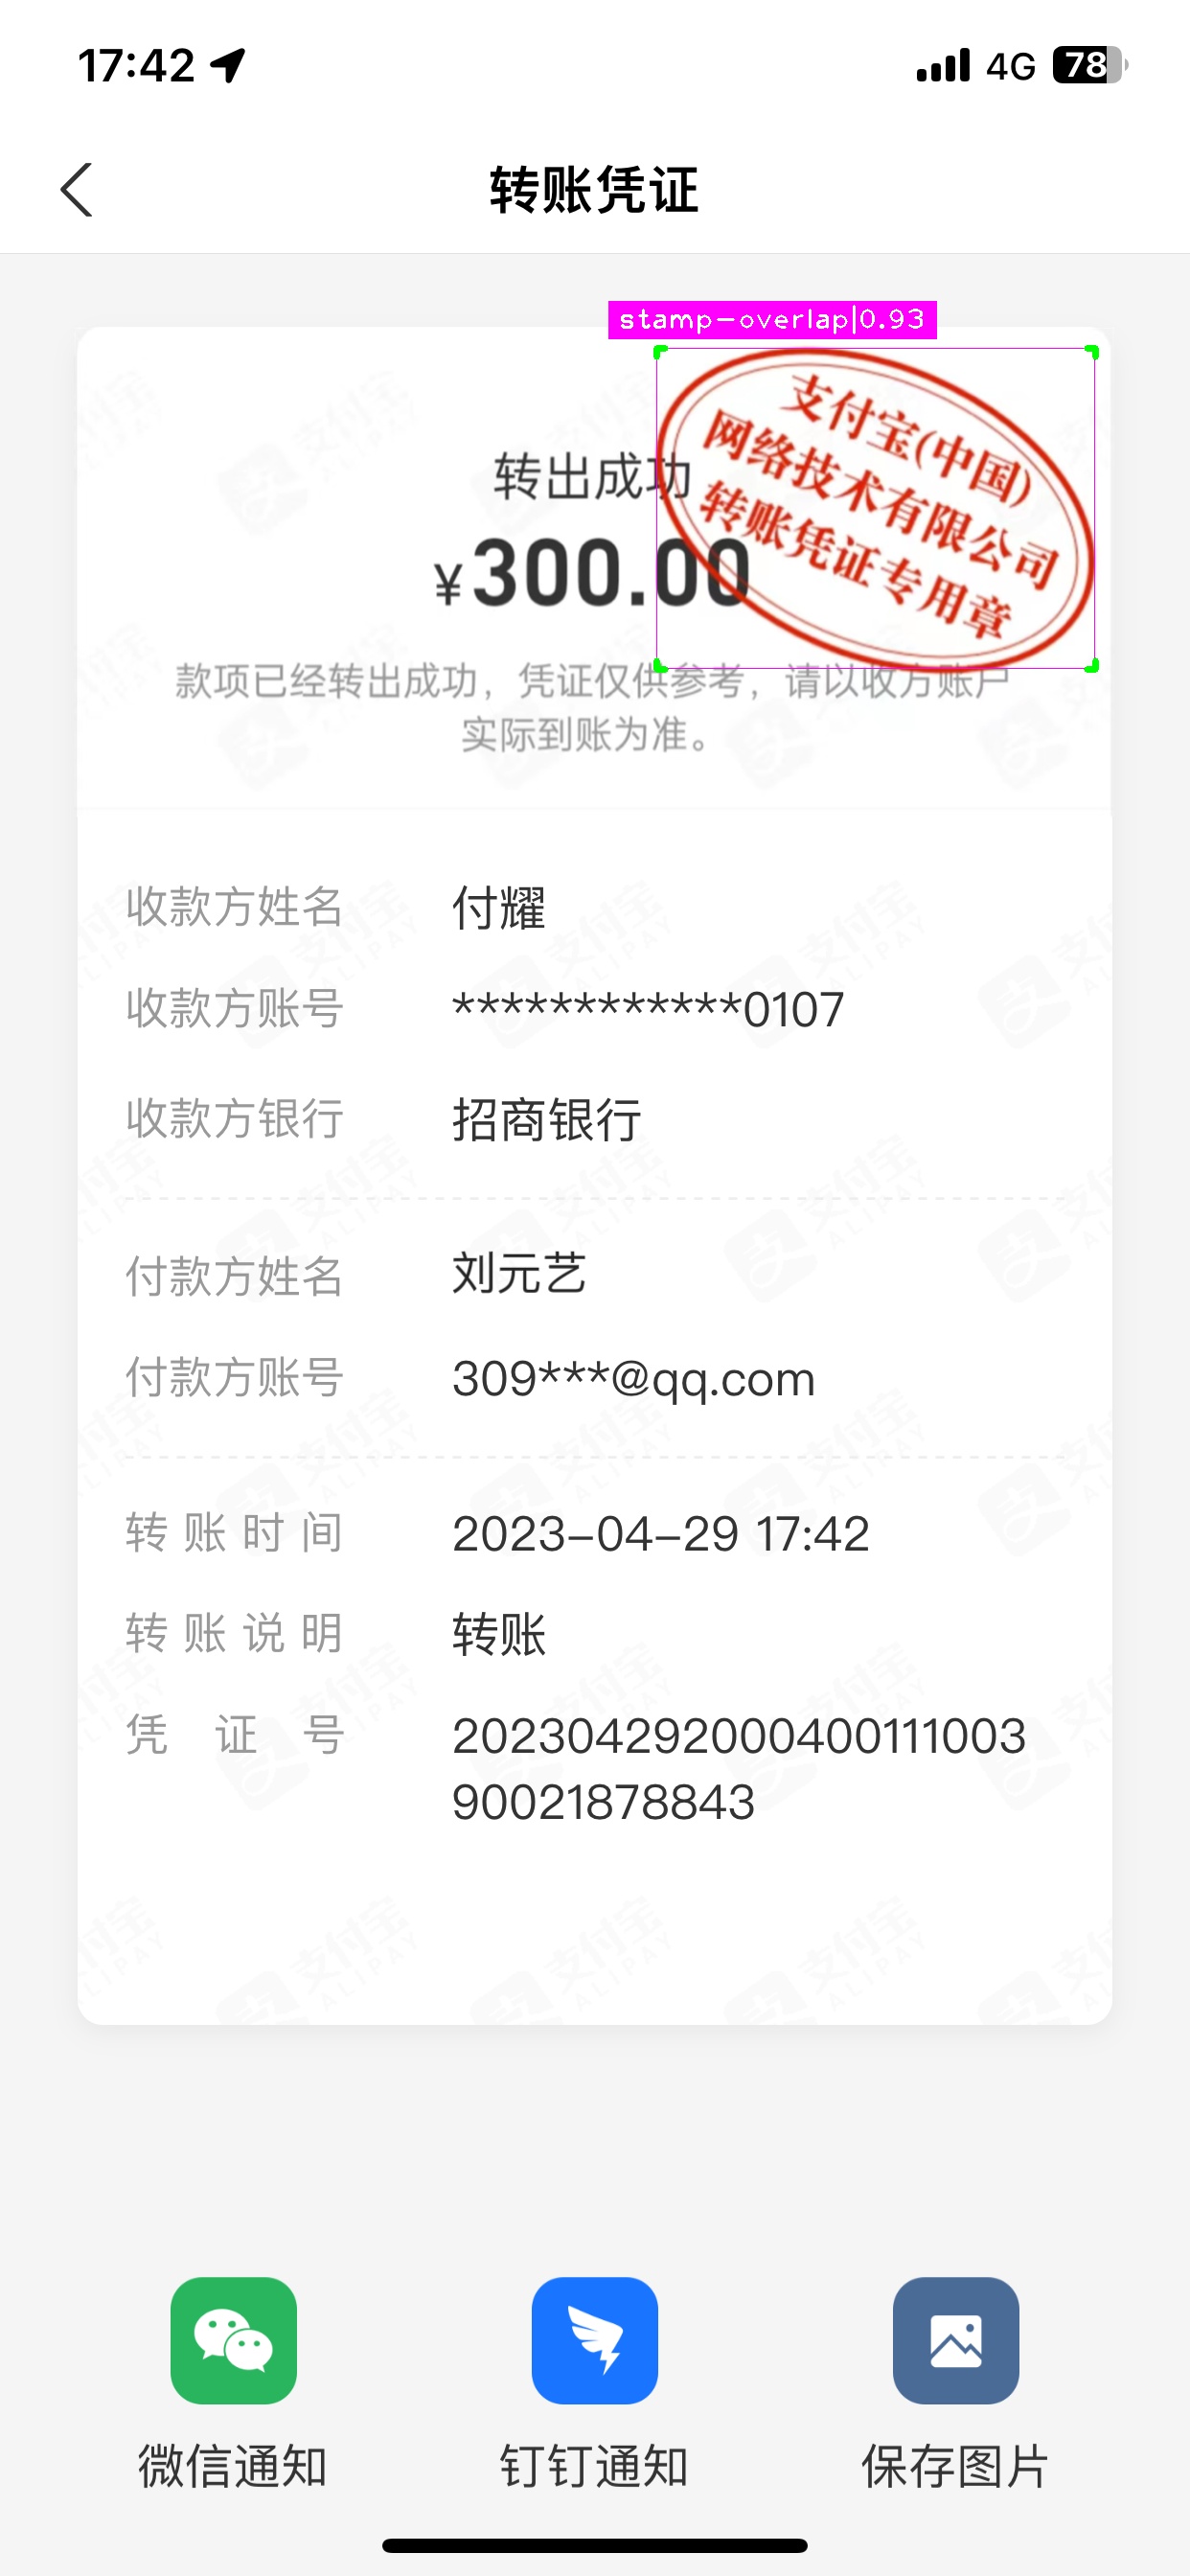 17:42
4G 78
转账凭证
stamp-overlap|0.93
支付宝(中国)
网络技术有限公司
转账凭证专用章
转出成功
¥300.00
款项已经转出成功，凭证仅供参考，请以收方账户
实际到账为准。
收款方姓名 付耀
收款方账号 ************0107
收款方银行 招商银行
付款方姓名 刘元艺
付款方账号 309***@qq.com
转账时间 2023-04-29 17:42
转账说明 转账
凭证号 2023042920000400111003
90021878843
支付宝
ALIPAY
微信通知 钉钉通知 保存图片